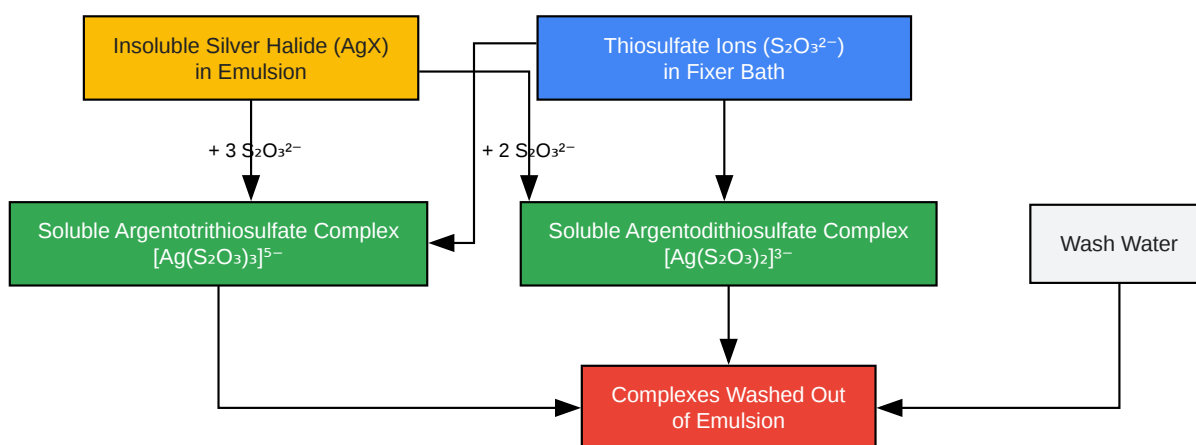 Insoluble Silver Halide (AgX)
in Emulsion
Thiosulfate Ions (S₂O₃²⁻)
in Fixer Bath
+ 3 S₂O₃²⁻
+ 2 S₂O₃²⁻
Soluble Argentotrithiosulfate Complex
[Ag(S₂O₃)₃]⁵⁻
Soluble Argentodithiosulfate Complex
[Ag(S₂O₃)₂]³⁻
Wash Water
Complexes Washed Out
of Emulsion